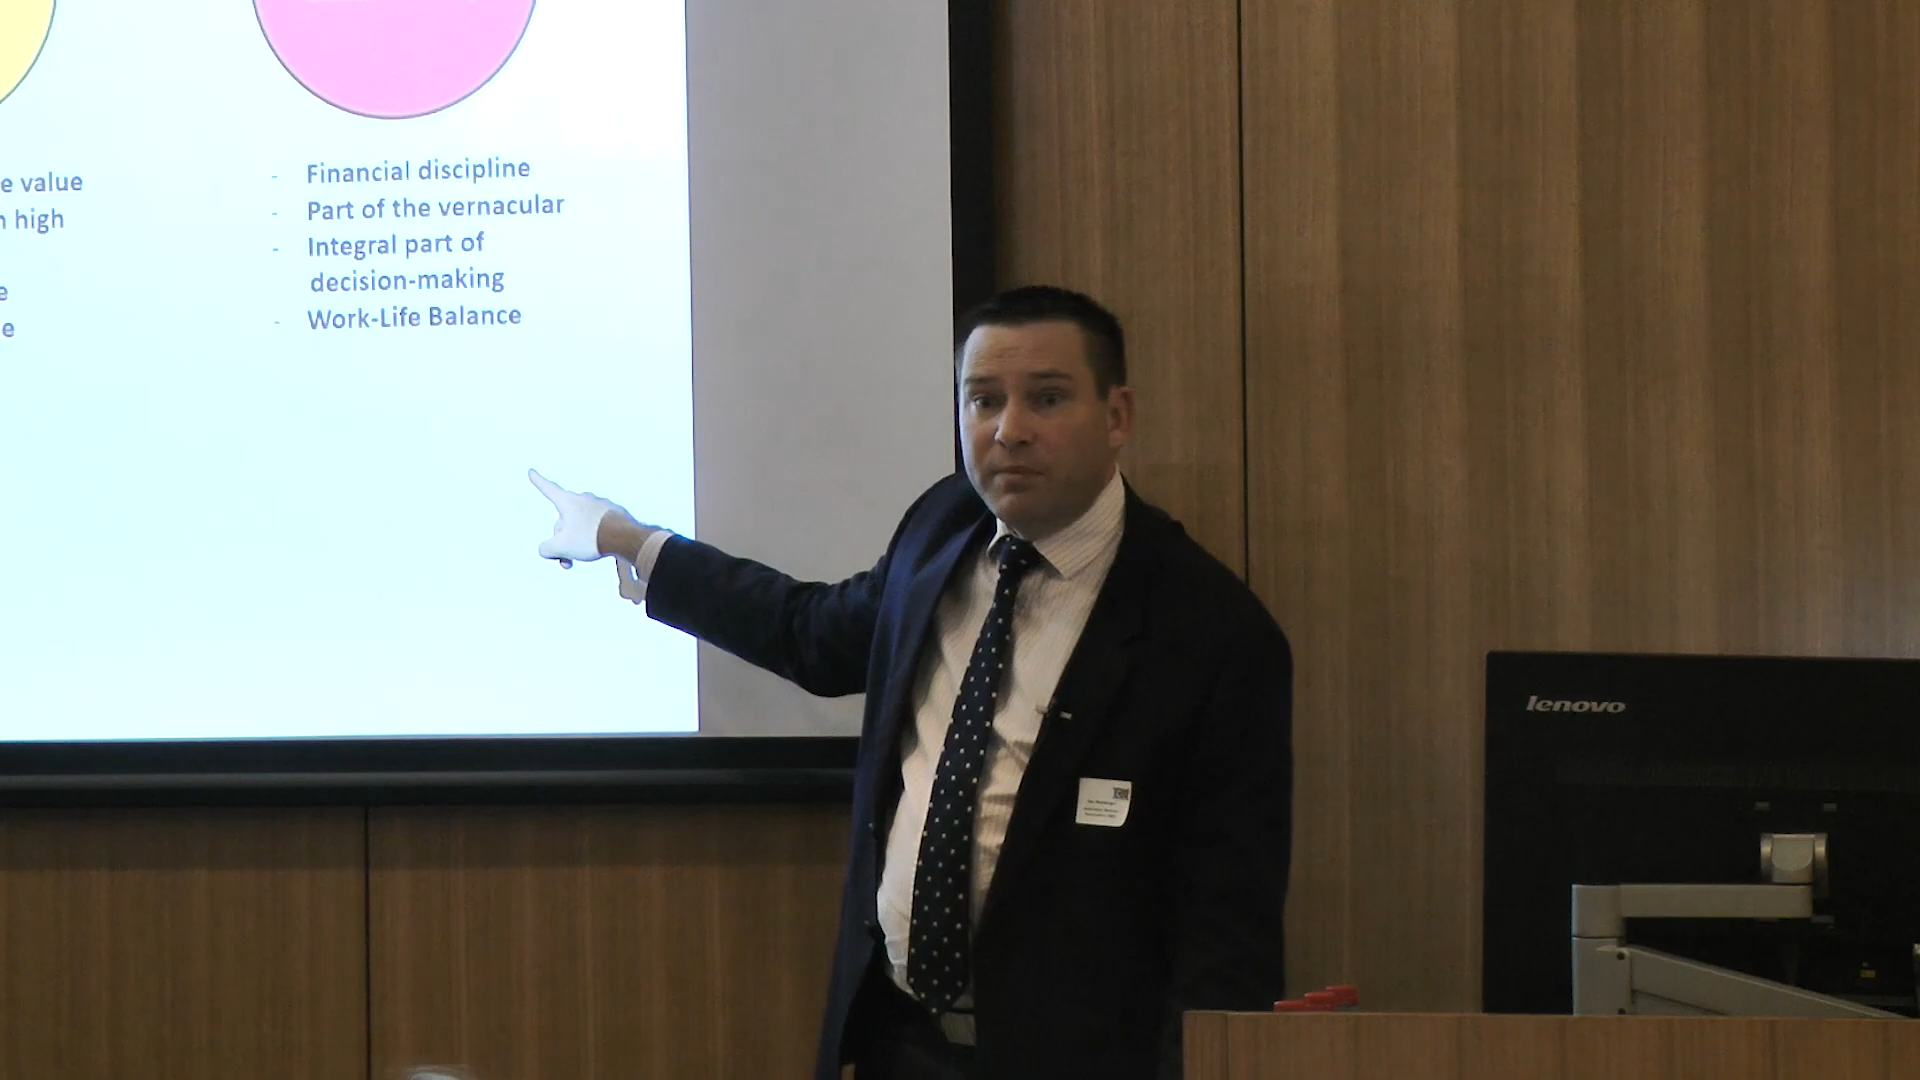 e value
n high
e
e
- Financial discipline
- Part of the vernacular
- Integral part of
decision-making
- Work-Life Balance
lenovo